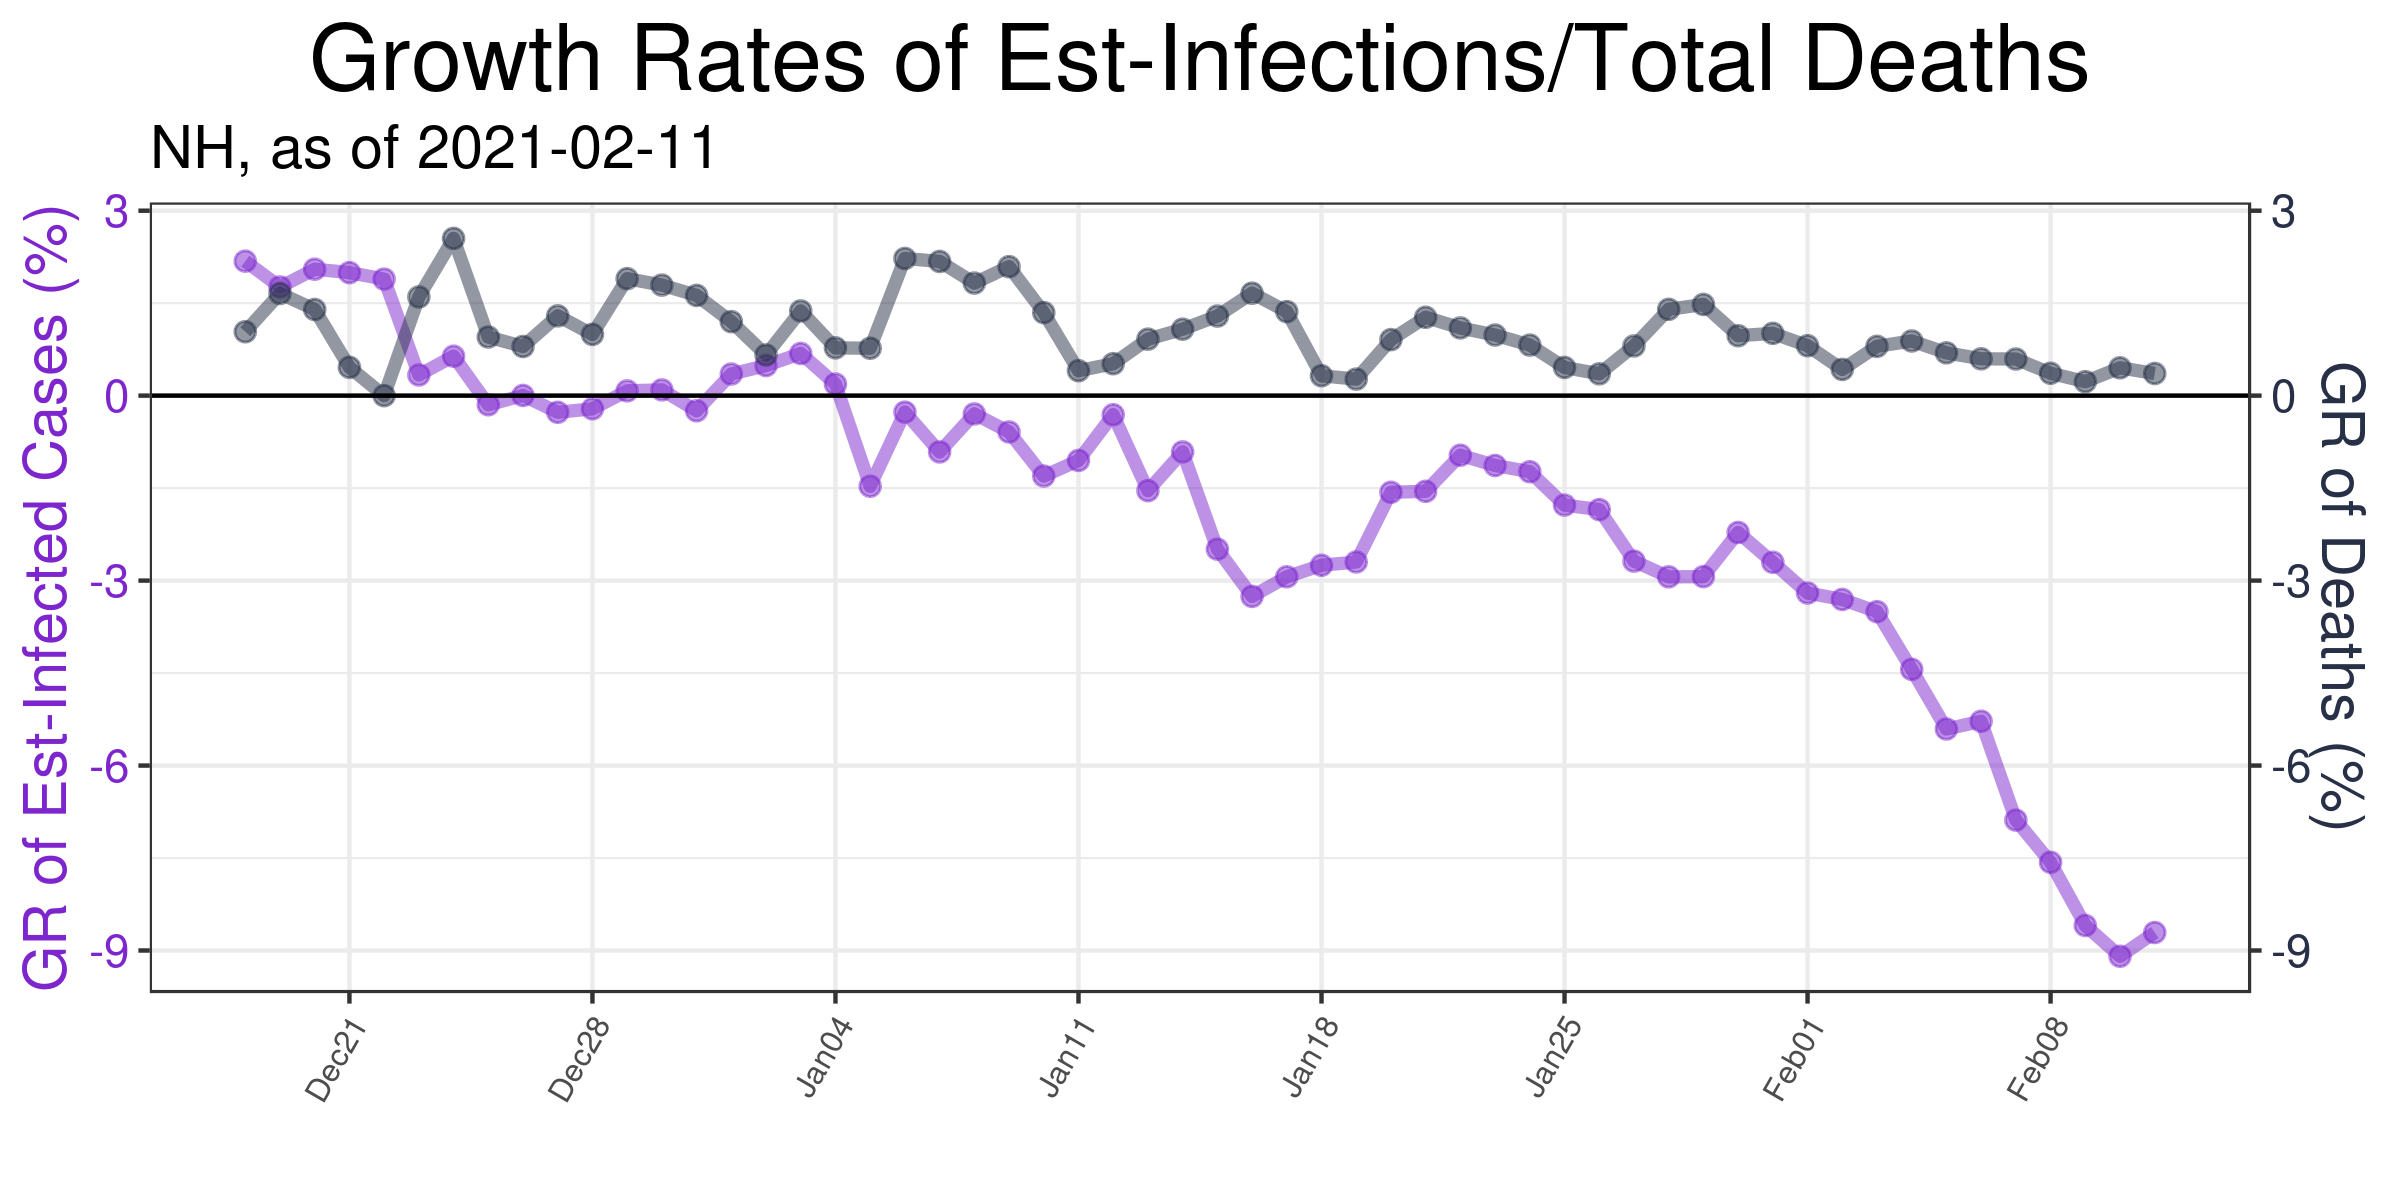 Growth Rates of Est-Infections/Total Deaths
NH, as of 2021-02-11
GR of Est-Infected Cases (%)
3
0
-3
-6
-9
3
0
-3
-6
-9
GR of Deaths (%)
Dec21
Dec28
Jan04
Jan11
Jan18
Jan25
Feb01
Feb08